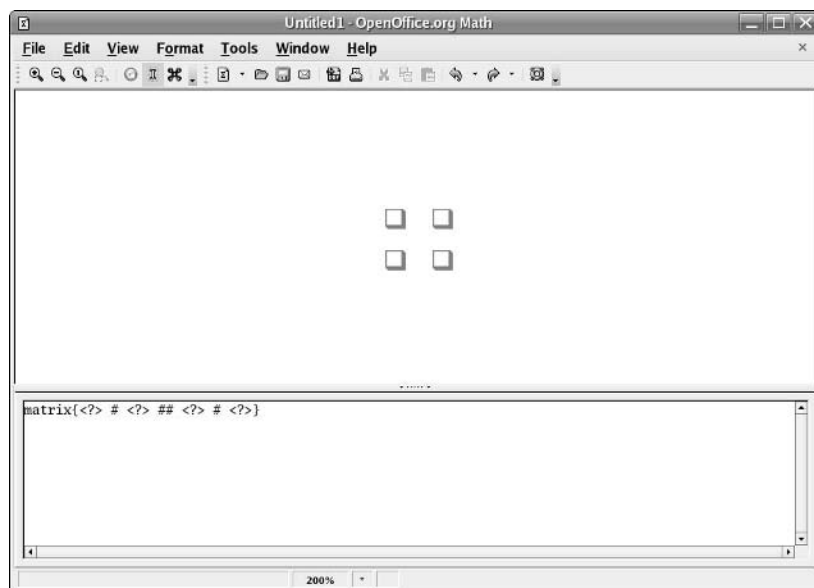 Untitled1 - OpenOffice.org Math
File Edit View Format Tools Window Help
matrix{<?> # <?> ## <?> # <?>}
200% *